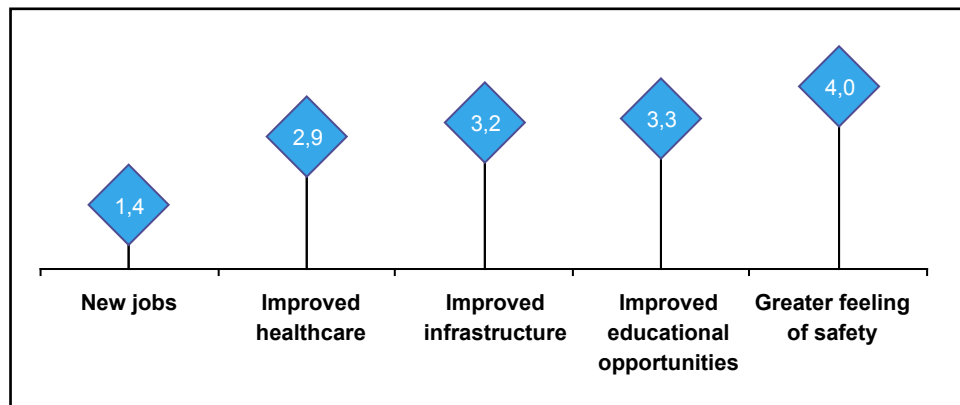 1,4
2,9
3,2
3,3
4,0
New jobs
Improved
healthcare
Improved
infrastructure
Improved
educational
opportunities
Greater feeling
of safety